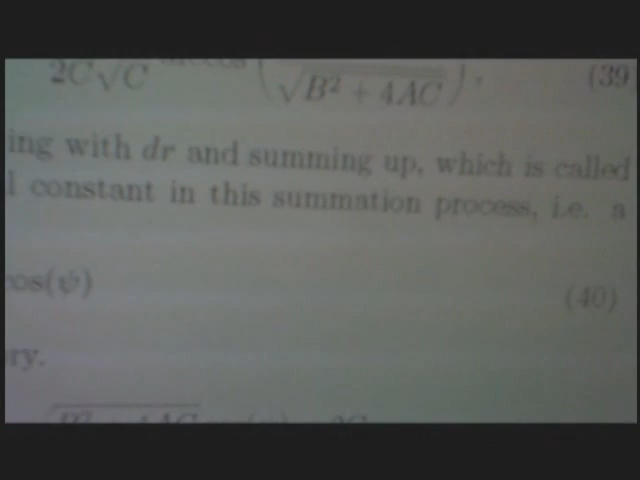 2C√C ( √B² + 4AC ) , (39
ing with dr and summing up, which is called
l constant in this summation process, i.e. a
cos(ψ) (40)
ry.